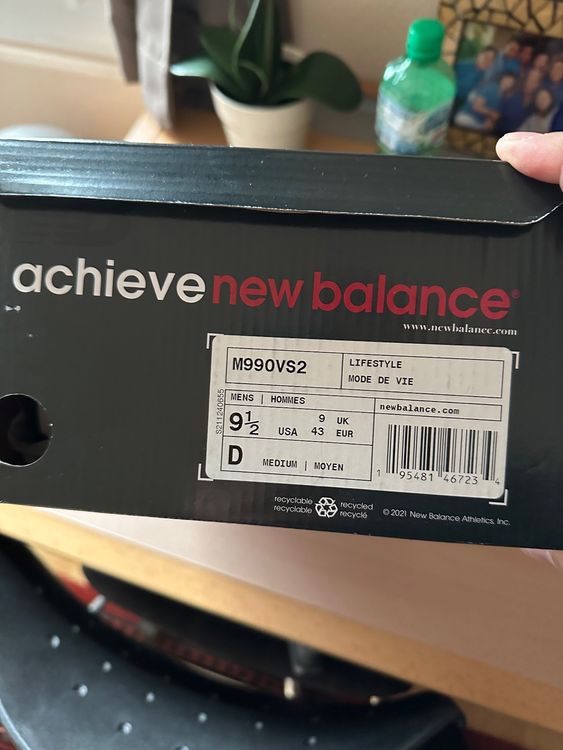 achieve new balance®
www.newbalance.com
M990VS2
LIFESTYLE
MODE DE VIE
MENS | HOMMES
newbalance.com
9½ USA
9 UK
43 EUR
D MEDIUM | MOYEN
S211240655
1 95481 46723 4
recyclable recycled
recyclable recyclé
© 2021 New Balance Athletics, Inc.